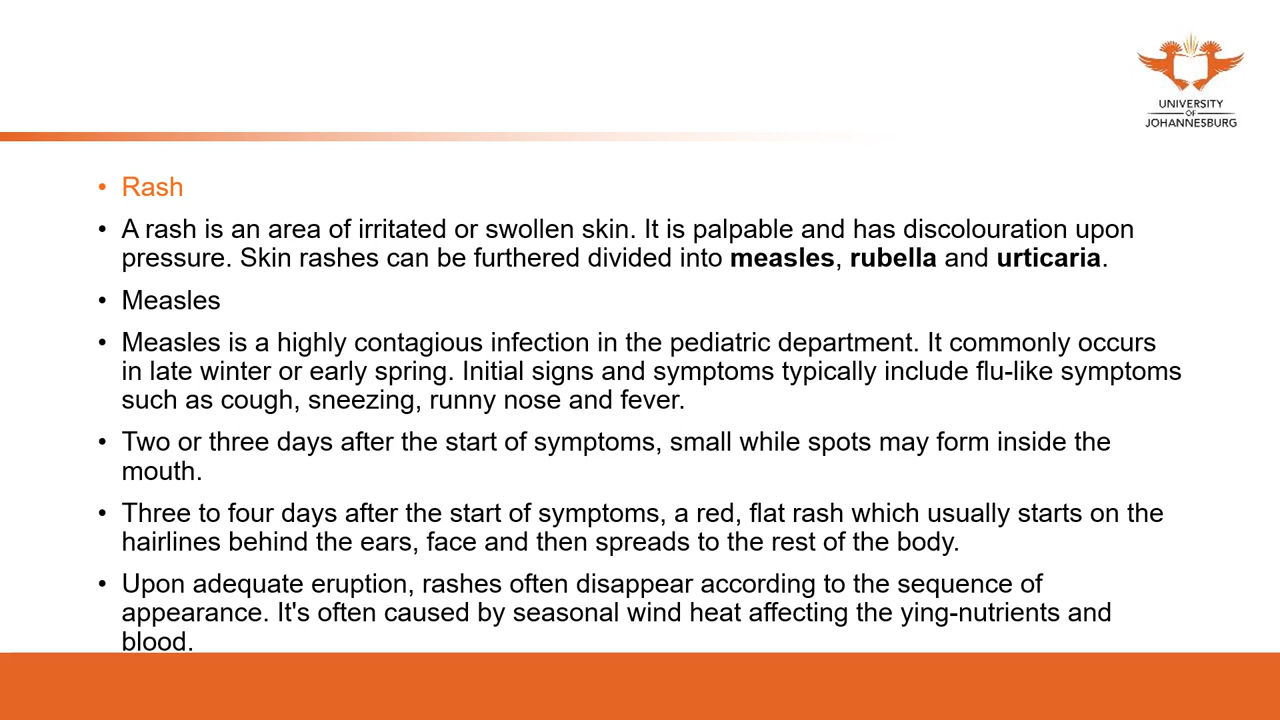 UNIVERSITY
OF
JOHANNESBURG
• Rash
• A rash is an area of irritated or swollen skin. It is palpable and has discolouration upon
pressure. Skin rashes can be furthered divided into measles, rubella and urticaria.
• Measles
• Measles is a highly contagious infection in the pediatric department. It commonly occurs
in late winter or early spring. Initial signs and symptoms typically include flu-like symptoms
such as cough, sneezing, runny nose and fever.
• Two or three days after the start of symptoms, small while spots may form inside the
mouth.
• Three to four days after the start of symptoms, a red, flat rash which usually starts on the
hairlines behind the ears, face and then spreads to the rest of the body.
• Upon adequate eruption, rashes often disappear according to the sequence of
appearance. It's often caused by seasonal wind heat affecting the ying-nutrients and
blood.